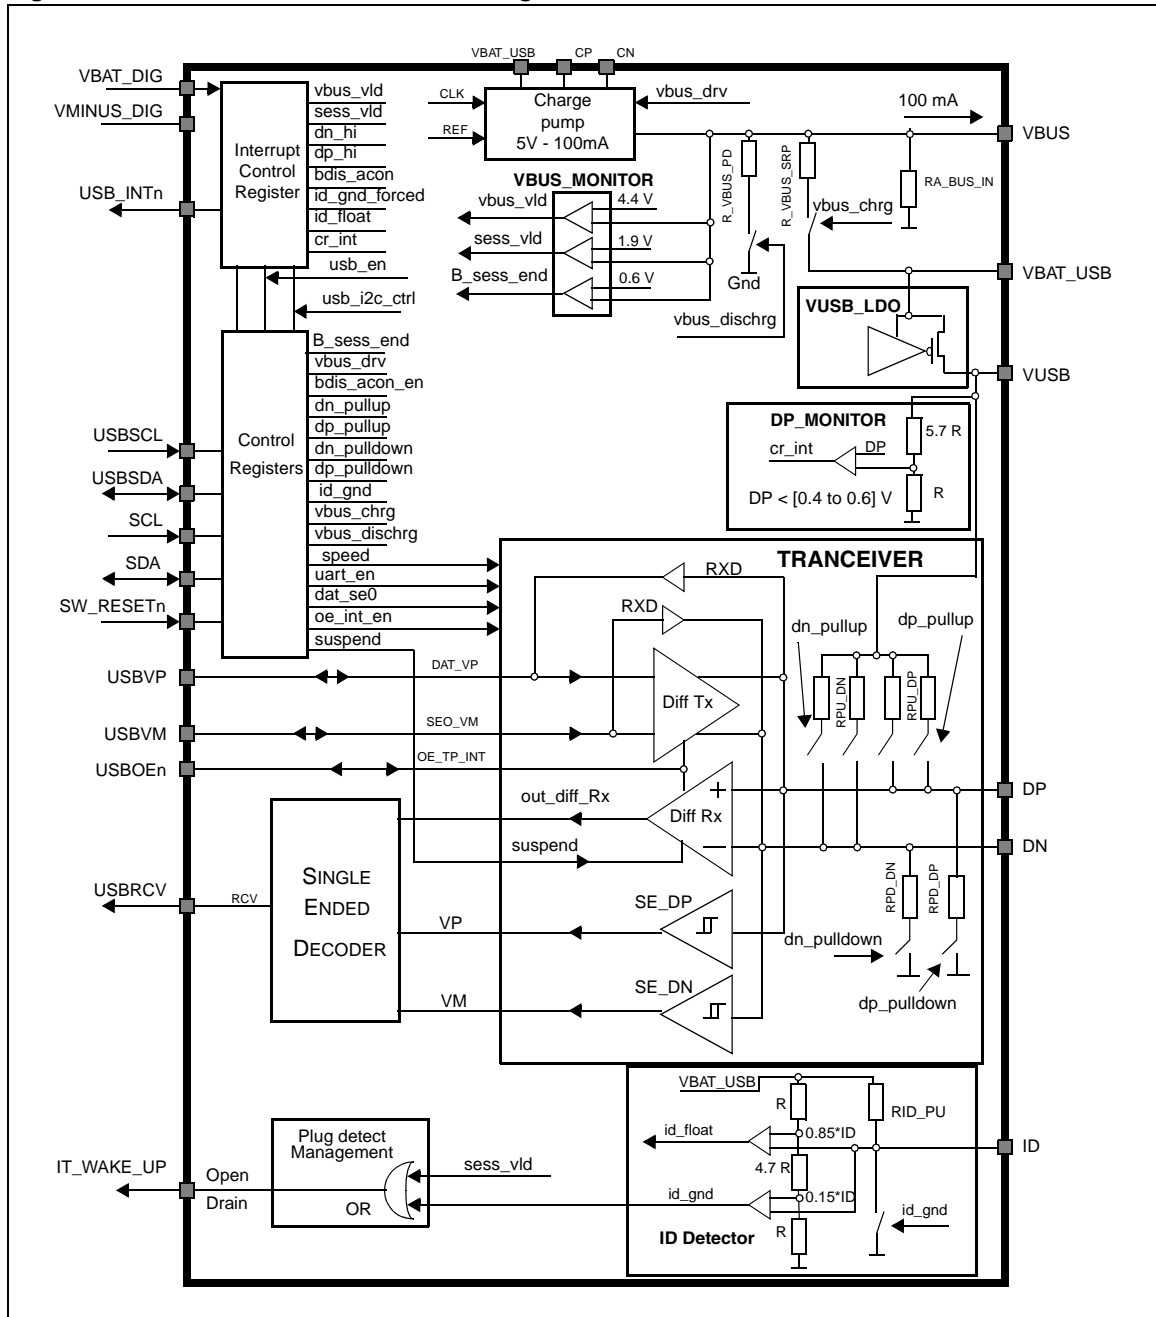 VBAT_USB CP CN
VBAT_DIG
VMINUS_DIG
USB_INTn
Interrupt
Control
Register
vbus_vld
sess_vld
dn_hi
dp_hi
bdis_acon
id_gnd_forced
id_float
cr_int
usb_en
usb_i2c_ctrl
CLK
REF
Charge
pump
5V - 100mA
vbus_drv
100 mA
VBUS
VBUS_MONITOR
vbus_vld
4.4 V
sess_vld
1.9 V
B_sess_end
0.6 V
R_VBUS_PD
Gnd
vbus_dischrg
R_VBUS_SRP
vbus_chrg
RA_BUS_IN
VBAT_USB
VUSB_LDO
VUSB
DP_MONITOR
cr_int
DP
5.7 R
R
DP < [0.4 to 0.6] V
USBSCL
USBSDA
SCL
SDA
SW_RESETn
Control
Registers
B_sess_end
vbus_drv
bdis_acon_en
dn_pullup
dp_pullup
dn_pulldown
dp_pulldown
id_gnd
vbus_chrg
vbus_dischrg
speed
uart_en
dat_se0
oe_int_en
suspend
TRANCEIVER
RXD
RXD
dn_pullup
dp_pullup
RPU_DN
RPU_DP
USBVP
DAT_VP
Diff Tx
USBVM
SEO_VM
USBOEn
OE_TP_INT
out_diff_Rx
Diff Rx
+
—
suspend
DP
DN
RPD_DN
RPD_DP
dn_pulldown
dp_pulldown
USBRCV
RCV
SINGLE
ENDED
DECODER
VP
SE_DP
VM
SE_DN
VBAT_USB
R
RID_PU
id_float
0.85*ID
ID
4.7 R
id_gnd
0.15*ID
R
id_gnd
ID Detector
Plug detect
Management
sess_vld
OR
IT_WAKE_UP
Open
Drain